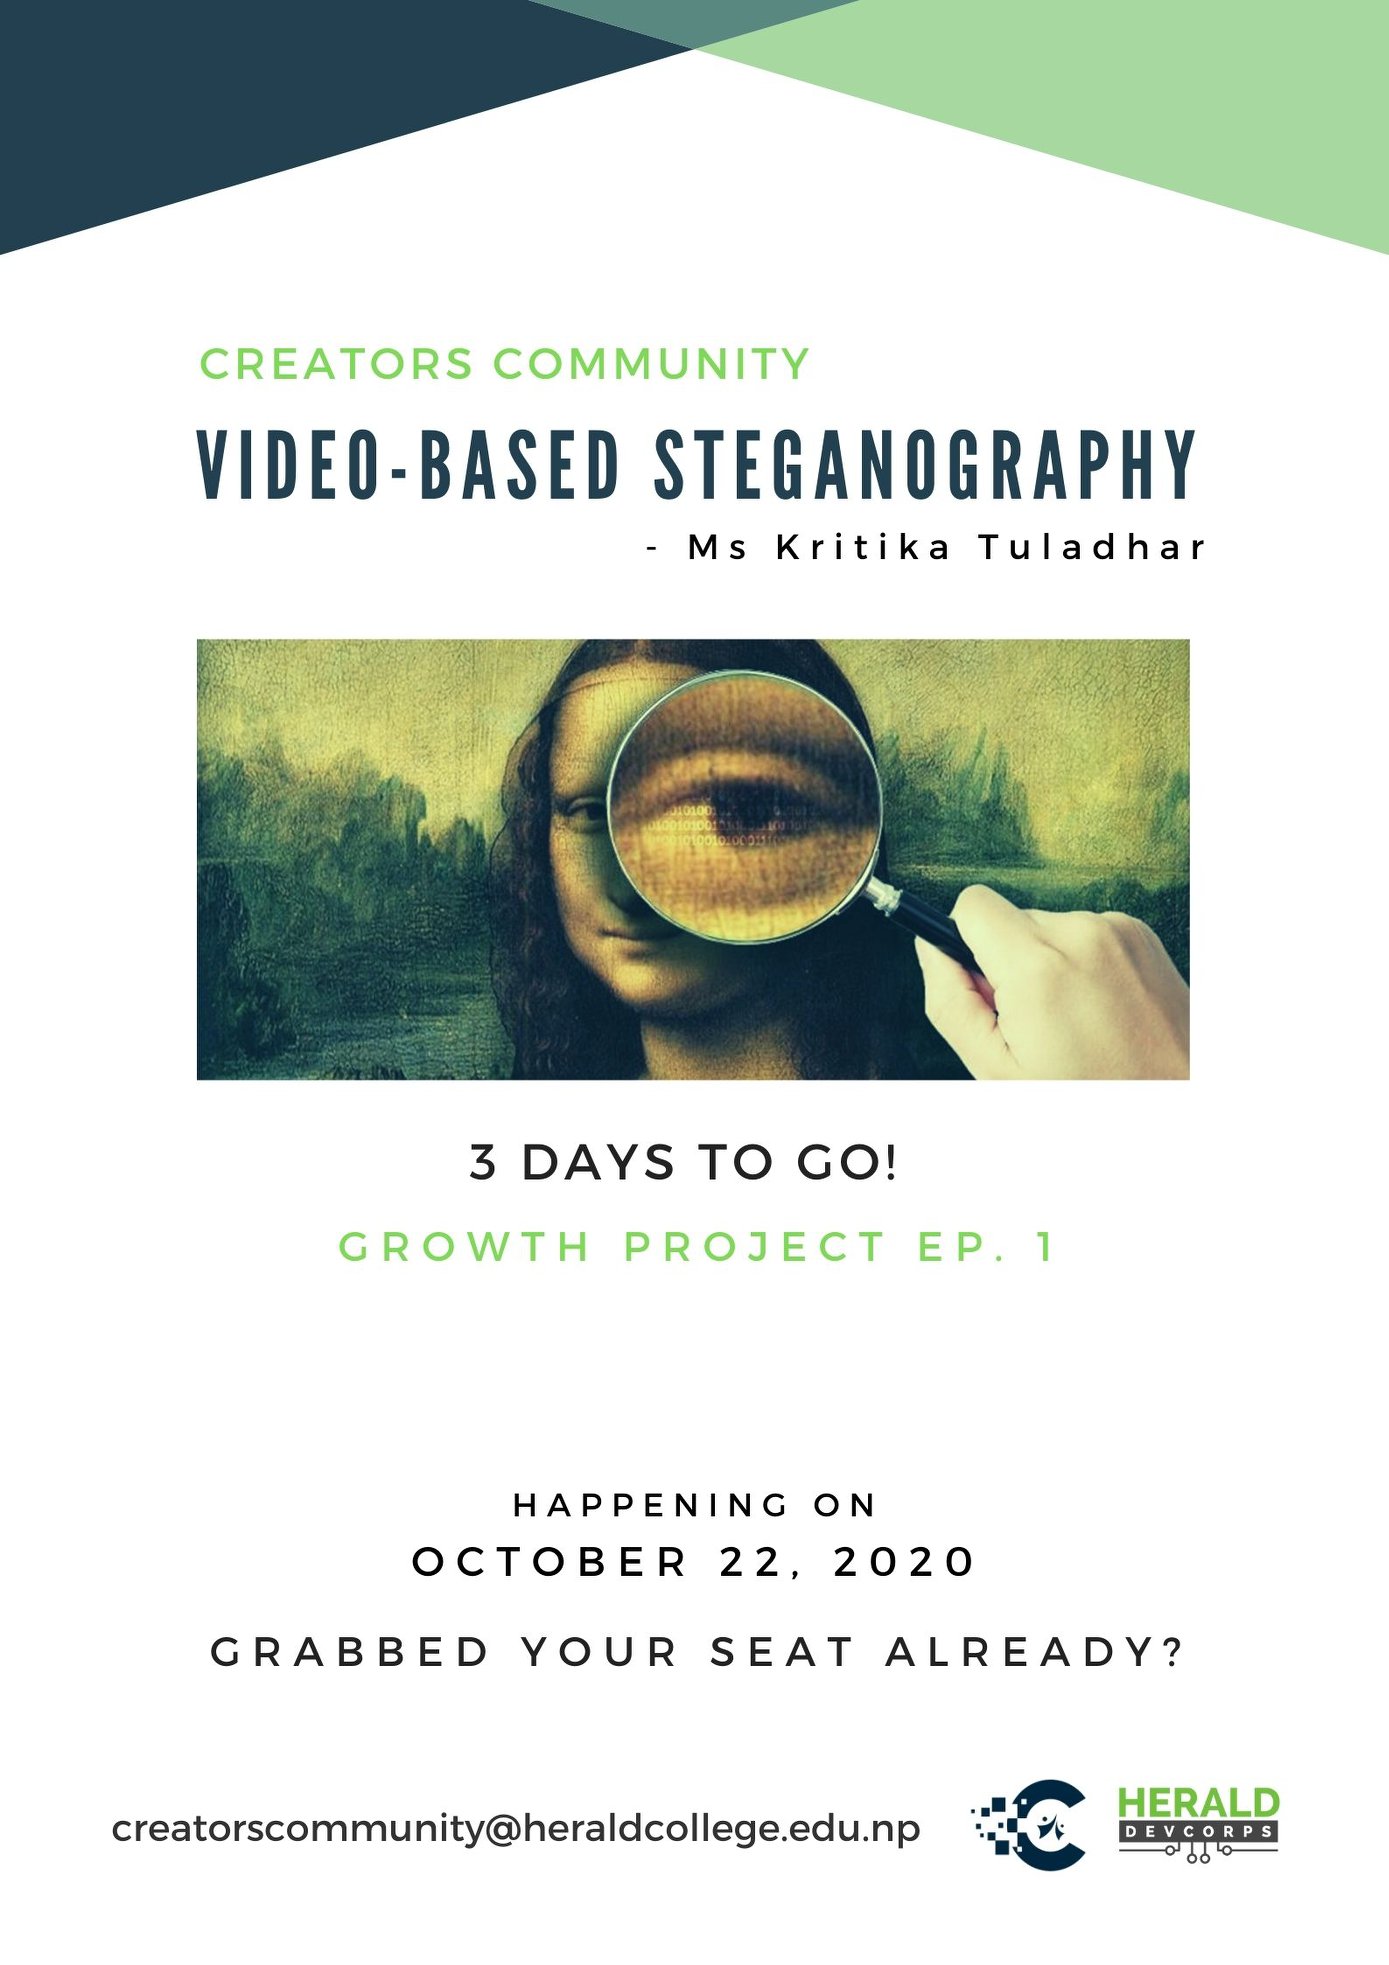 CREATORS COMMUNITY
VIDEO-BASED STEGANOGRAPHY
- Ms Kritika Tuladhar
3 DAYS TO GO!
GROWTH PROJECT EP. 1
HAPPENING ON
OCTOBER 22, 2020
GRABBED YOUR SEAT ALREADY?
creatorscommunity@heraldcollege.edu.np
HERALD
DEVCORPS